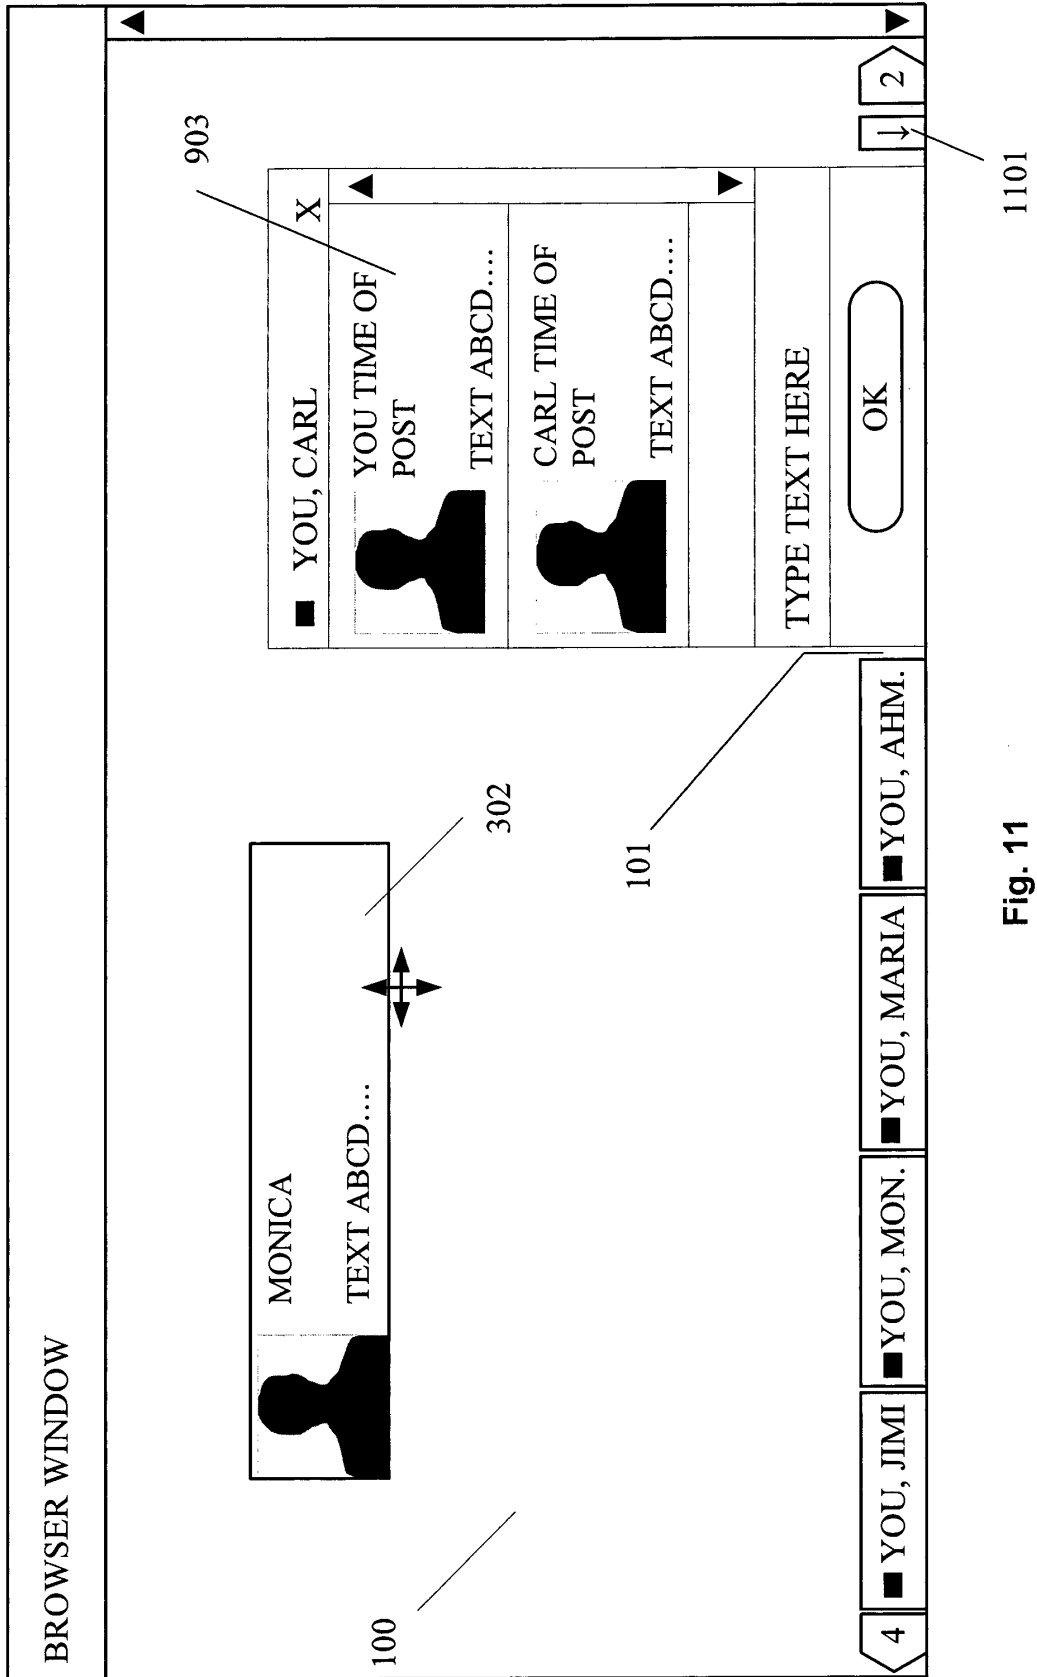 BROWSER WINDOW
903
■ YOU, CARL X
YOU TIME OF
POST
TEXT ABCD....
CARL TIME OF
POST
TEXT ABCD....
TYPE TEXT HERE
OK
MONICA
TEXT ABCD....
302
100
101
4 ■ YOU, JIMI ■ YOU, MON. ■ YOU, MARIA ■ YOU, AHM. ↓ 2
1101
Fig. 11